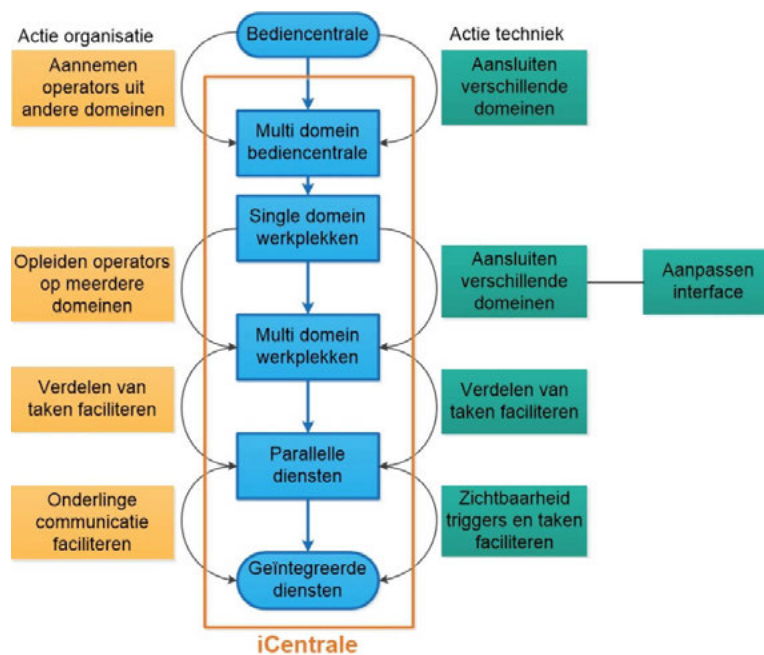 Actie organisatie
Bediencentrale
Actie techniek
Aannemen
operators uit
andere domeinen
Aansluiten
verschillende
domeinen
Multi domein
bediencentrale
Single domein
werkplekken
Opleiden operators
op meerdere
domeinen
Aansluiten
verschillende
domeinen
Aanpassen
interface
Multi domein
werkplekken
Verdelen van
taken faciliteren
Verdelen van
taken faciliteren
Parallelle
diensten
Onderlinge
communicatie
faciliteren
Zichtbaarheid
triggers en taken
faciliteren
Geïntegreerde
diensten
iCentrale